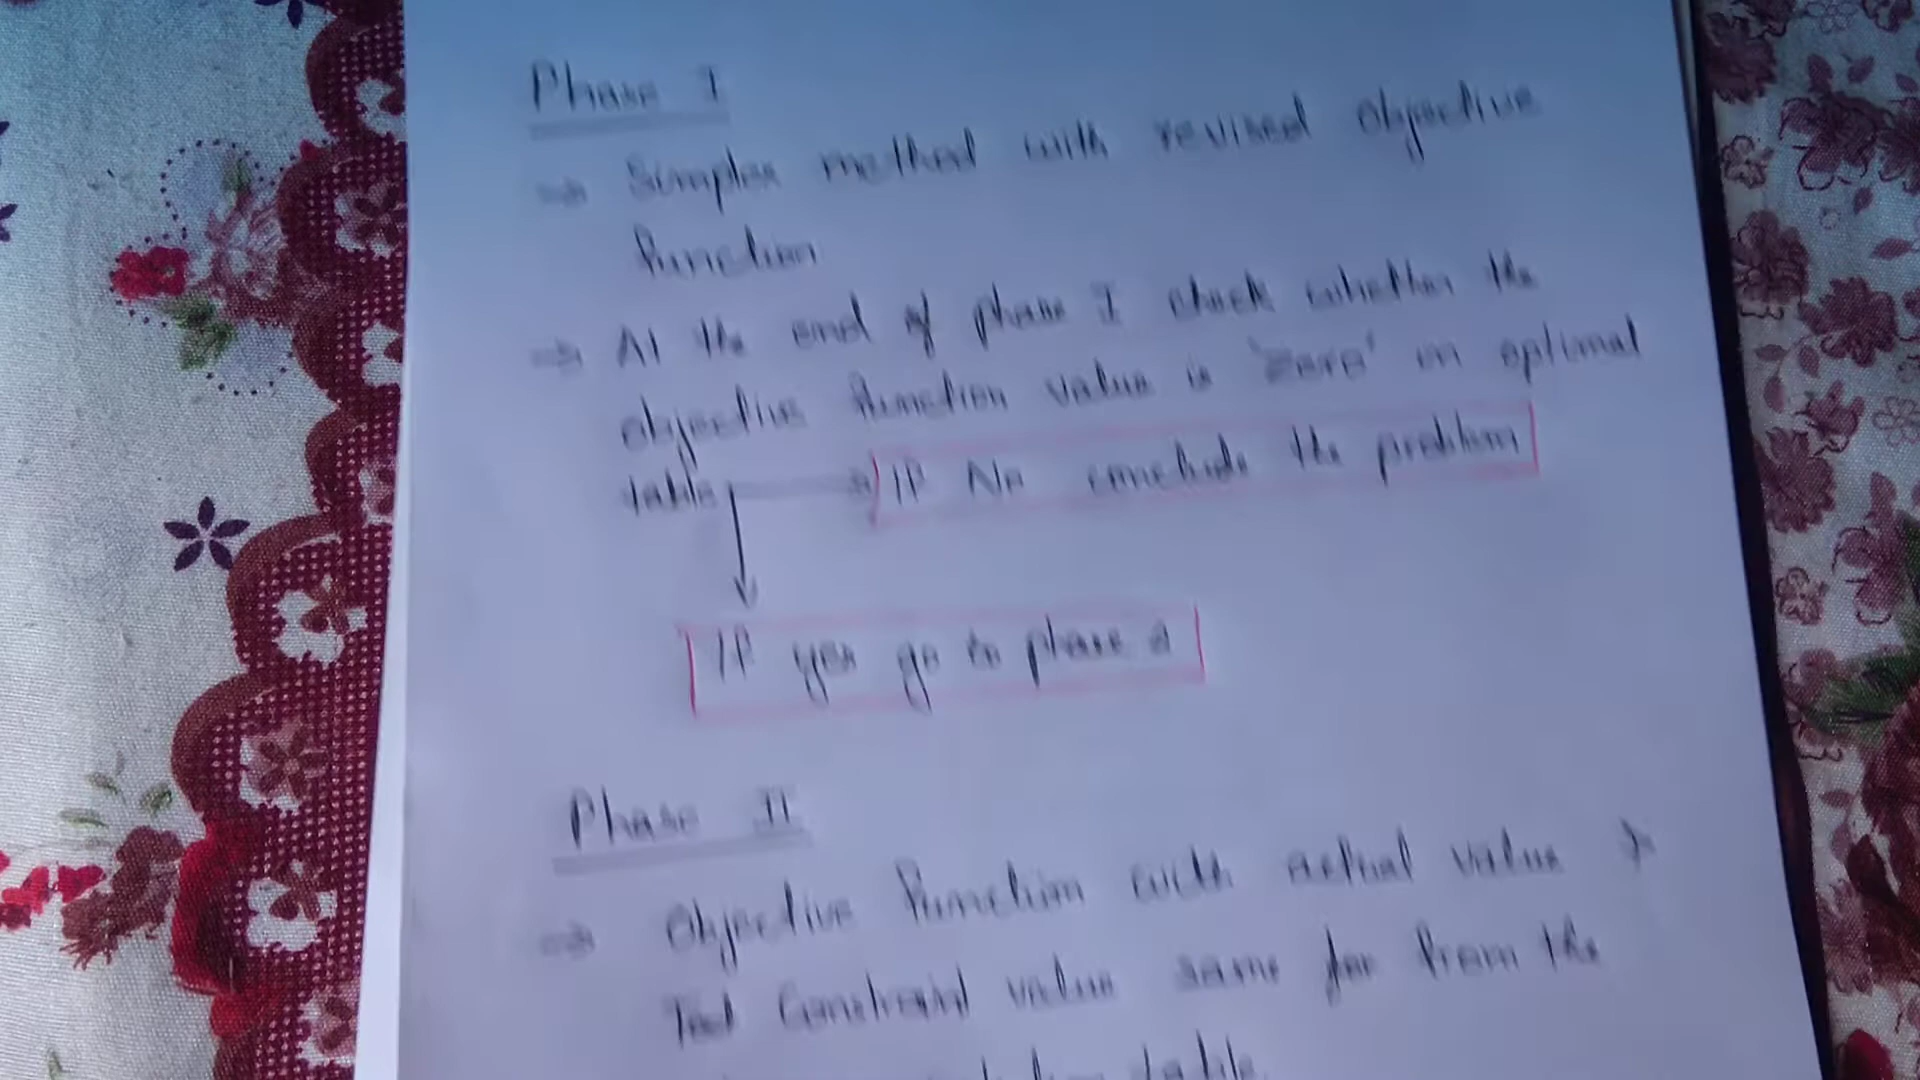 Phase I
⇒ Simplex method with revised objective
function
⇒ At the end of phase I check whether the
objective function value is 'zero' in optimal
table → If No conclude the problem
If yes go to phase 2
Phase II
⇒ Objective function with actual value &
constraint value same for from the
table